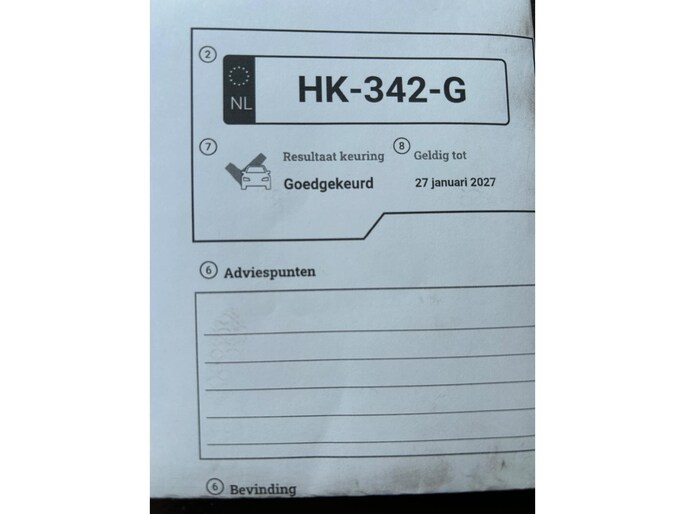 2
NL HK-342-G
7 Resultaat keuring 8 Geldig tot
Goedgekeurd 27 januari 2027
6 Adviespunten
6 Bevinding